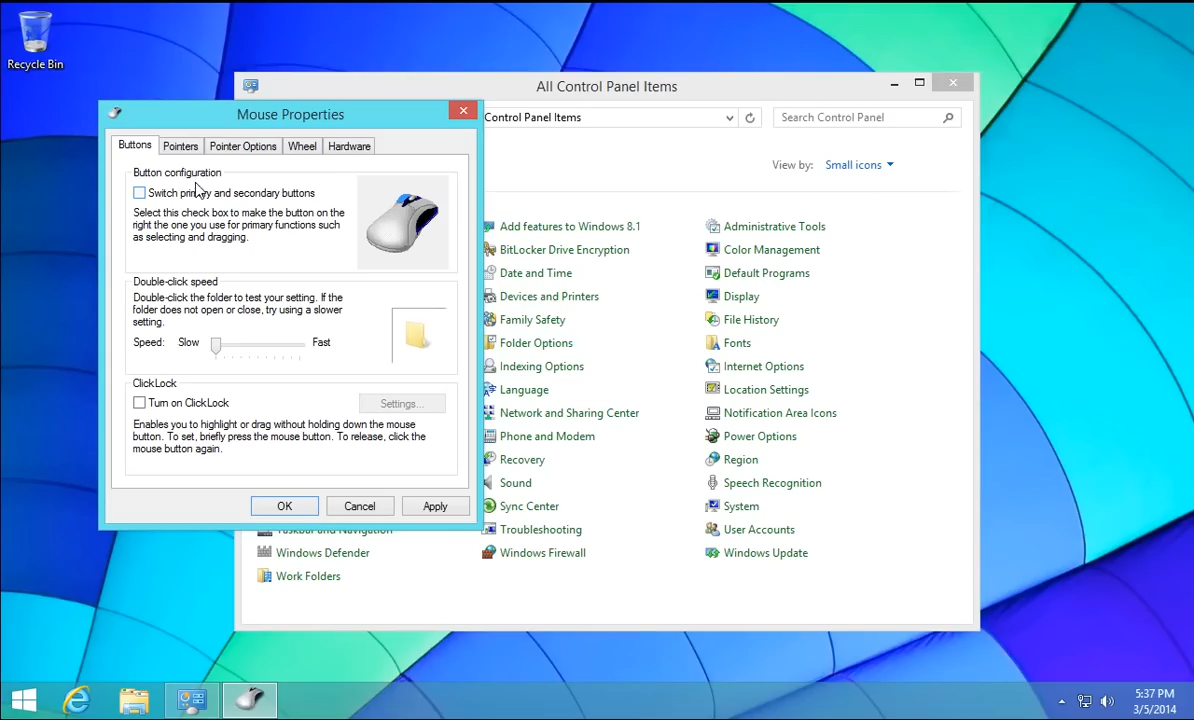 Recycle Bin
All Control Panel Items
Mouse Properties
Control Panel Items
Search Control Panel
Buttons Pointers Pointer Options Wheel Hardware
View by: Small icons
Button configuration
Switch primary and secondary buttons
Select this check box to make the button on the
right the one you use for primary functions such
as selecting and dragging.
Double-click speed
Double-click the folder to test your setting. If the
folder does not open or close, try using a slower
setting.
Speed: Slow Fast
ClickLock
Turn on ClickLock
Settings...
Enables you to highlight or drag without holding down the mouse
button. To set, briefly press the mouse button. To release, click the
mouse button again.
OK Cancel Apply
Add features to Windows 8.1 Administrative Tools
BitLocker Drive Encryption Color Management
Date and Time Default Programs
Devices and Printers Display
Family Safety File History
Folder Options Fonts
Indexing Options Internet Options
Language Location Settings
Network and Sharing Center Notification Area Icons
Phone and Modem Power Options
Recovery Region
Sound Speech Recognition
Sync Center System
Taskbar and Navigation Troubleshooting User Accounts
Windows Defender Windows Firewall Windows Update
Work Folders
5:37 PM
3/5/2014